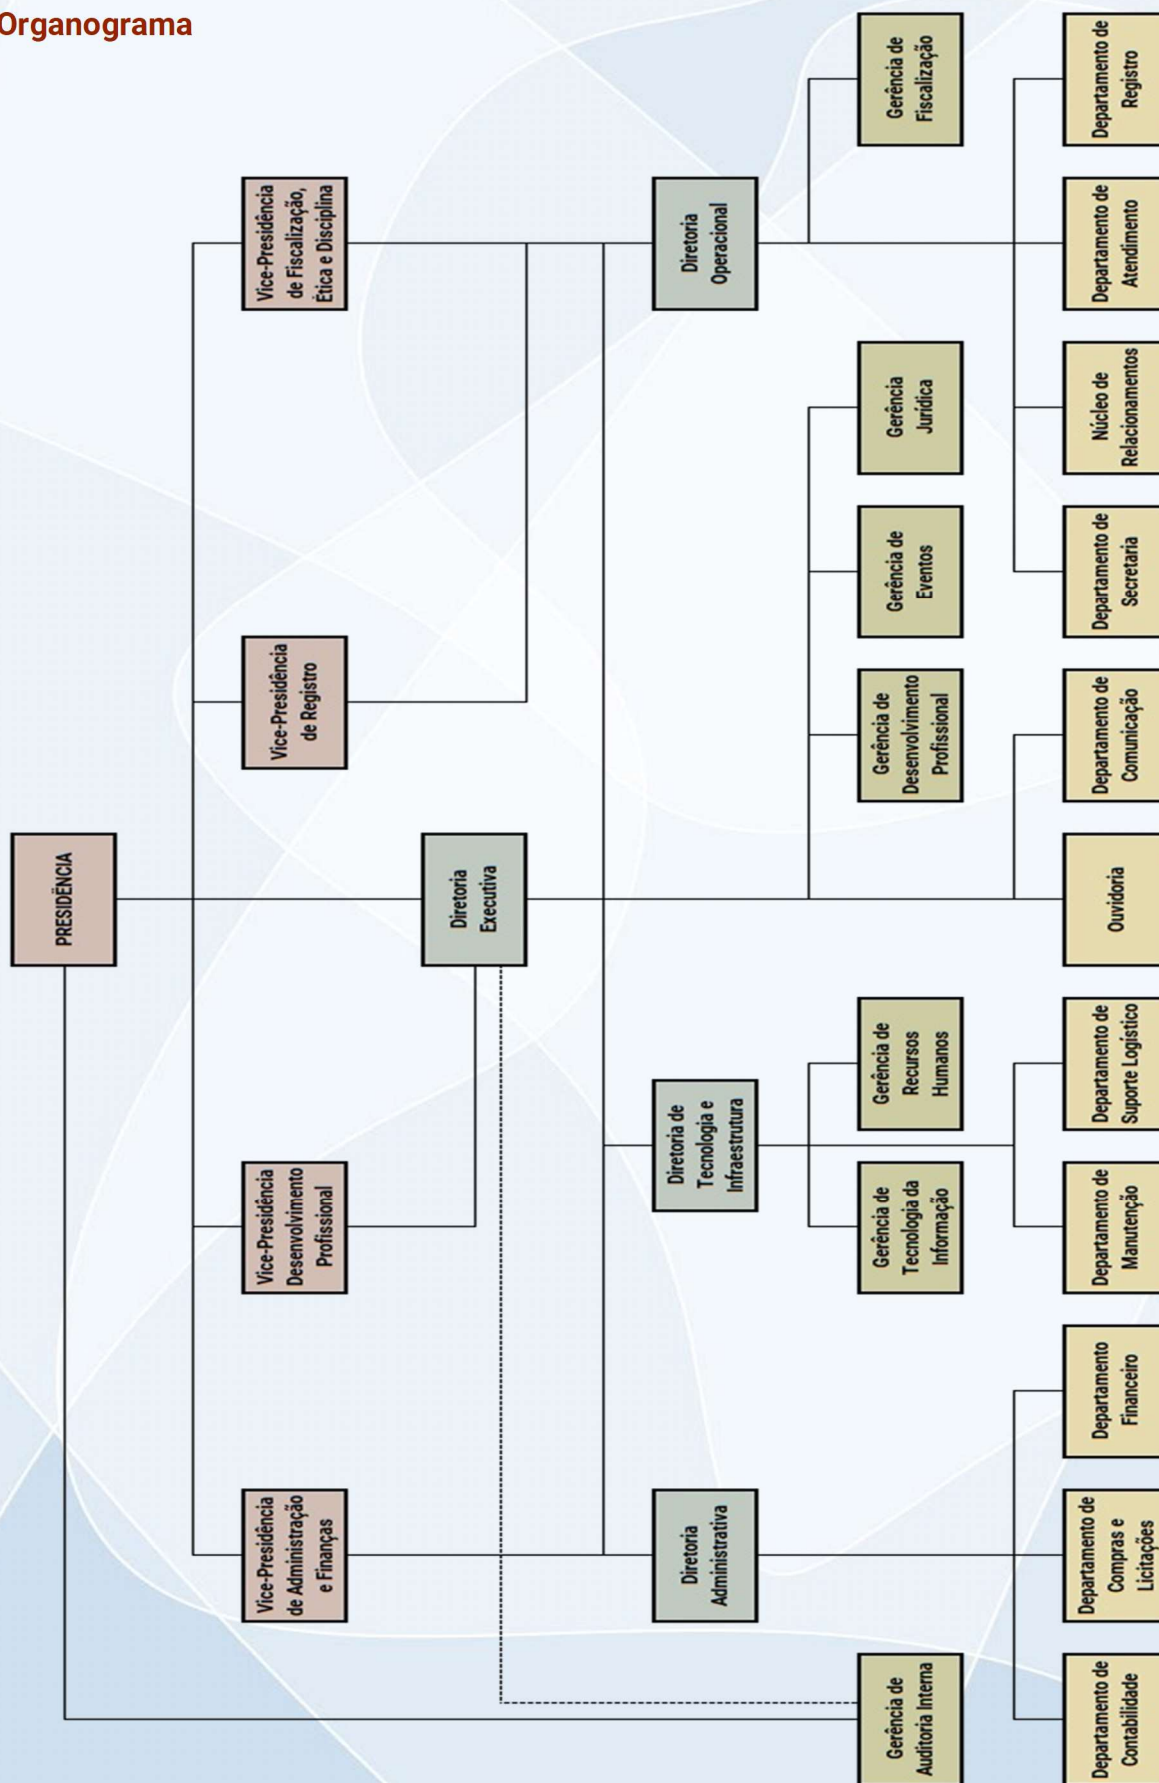 Organograma
PRESIDÊNCIA
Vice-Presidência
de Administração
e Finanças
Vice-Presidência
Desenvolvimento
Profissional
Vice-Presidência
de Registro
Vice-Presidência
de Fiscalização,
Ética e Disciplina
Diretoria
Executiva
Diretoria
Administrativa
Diretoria de
Tecnologia e
Infraestrutura
Diretoria
Operacional
Gerência de
Auditoria Interna
Gerência de
Tecnologia da
Informação
Gerência de
Recursos
Humanos
Gerência de
Desenvolvimento
Profissional
Gerência de
Eventos
Gerência
Jurídica
Gerência de
Fiscalização
Departamento de
Contabilidade
Departamento de
Compras e
Licitações
Departamento
Financeiro
Departamento de
Manutenção
Departamento de
Suporte Logístico
Ouvidoria
Departamento de
Comunicação
Departamento de
Secretaria
Núcleo de
Relacionamentos
Departamento de
Atendimento
Departamento de
Registro